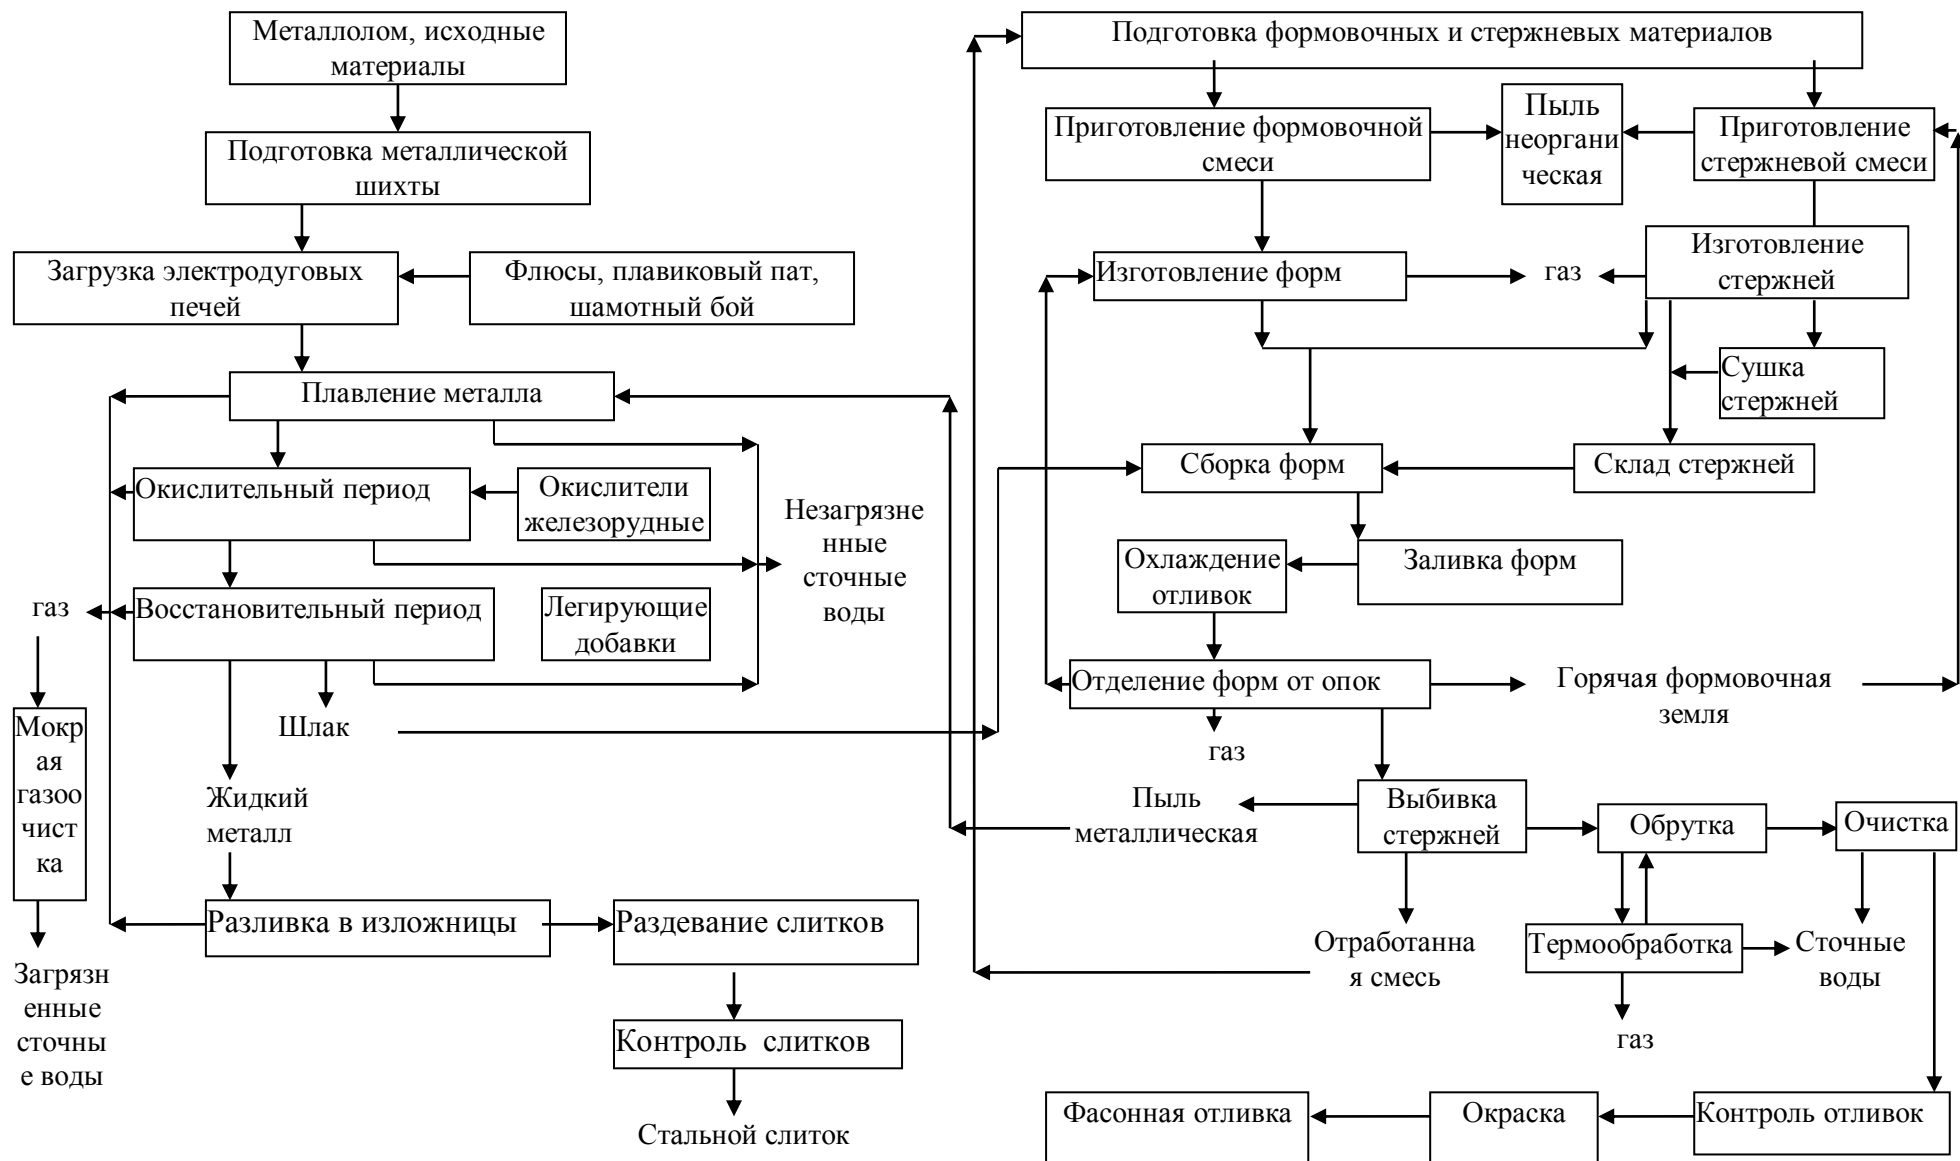 Металлолом, исходные
материалы
Подготовка металлической
шихты
Загрузка электродуговых
печей
Флюсы, плавиковый пат,
шамотный бой
Плавление металла
Окислительный период
Окислители
железорудные
Незагрязне
нные
сточные
воды
газ
Восстановительный период
Легирующие
добавки
Шлак
Мокр
ая
газоо
чист
ка
Жидкий
металл
Разливка в изложницы
Раздевание слитков
Загрязн
енные
сточны
е воды
Контроль слитков
Стальной слиток
Подготовка формовочных и стержневых материалов
Приготовление формовочной
смеси
Пыль
неоргани
ческая
Приготовление
стержневой смеси
Изготовление форм
газ
Изготовление
стержней
Сушка
стержней
Сборка форм
Склад стержней
Охлаждение
отливок
Заливка форм
Отделение форм от опок
Горячая формовочная
земля
газ
Пыль
металлическая
Выбивка
стержней
Обрутка
Очистка
Отработанна
я смесь
Термообработка
Сточные
воды
газ
Фасонная отливка
Окраска
Контроль отливок